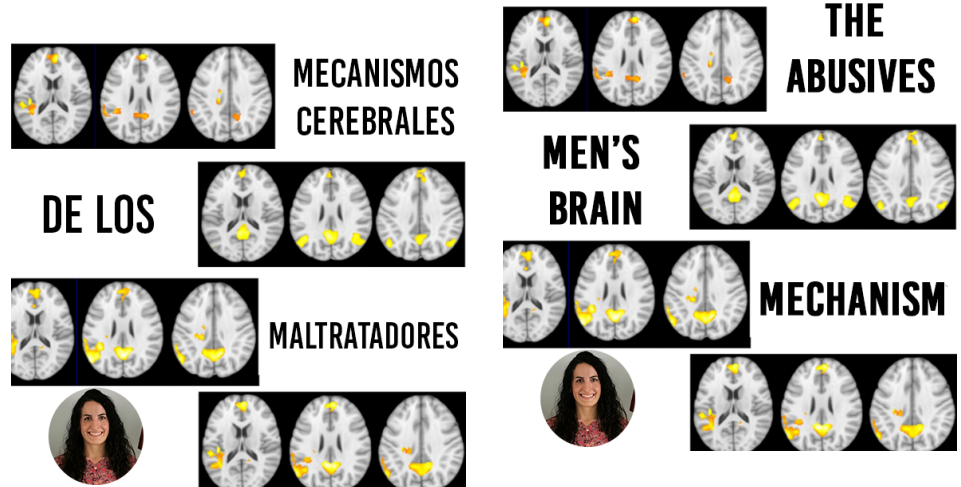 MECANISMOS
CEREBRALES
DE LOS
MALTRATADORES
THE
ABUSIVES
MEN'S
BRAIN
MECHANISM